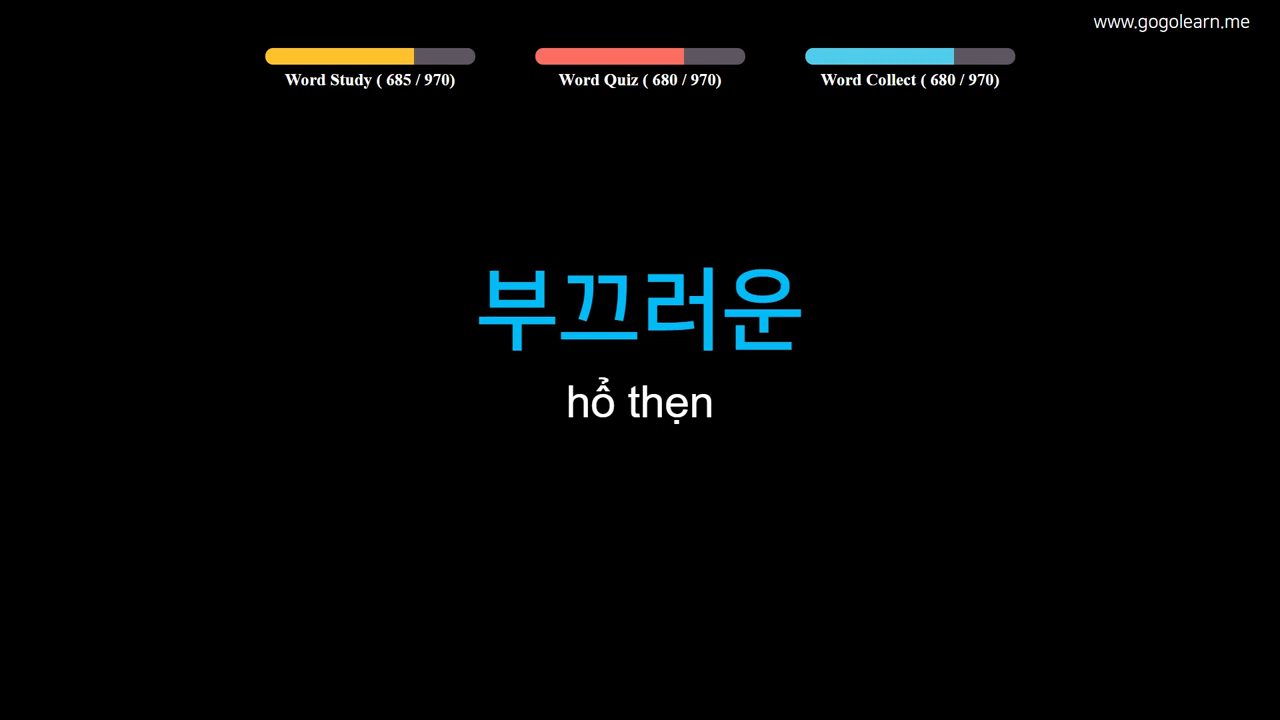 www.gogolearn.me
Word Study ( 685 / 970)
Word Quiz ( 680 / 970)
Word Collect ( 680 / 970)
부끄러운
hổ thẹn